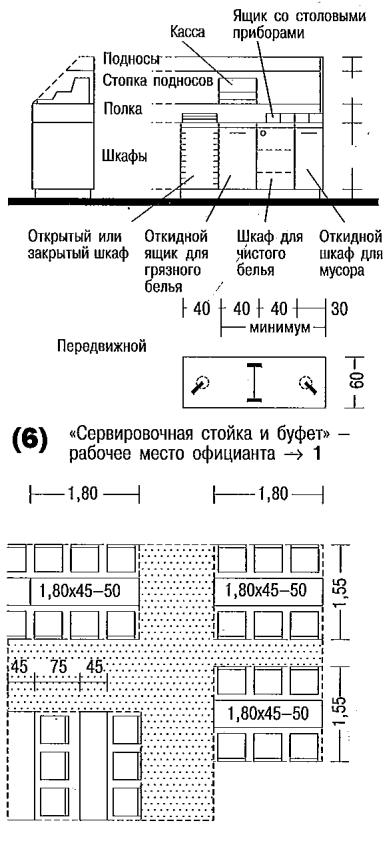 Ящик со столовыми
приборами
Касса
Подносы
Стопка подносов
Полка
Шкафы
Открытый или
закрытый шкаф
Откидной
ящик для
грязного
белья
Шкаф для
чистого
белья
Откидной
шкаф для
мусора
40 40 40 30
минимум
Передвижной
60
(6) «Сервировочная стойка и буфет» –
рабочее место официанта → 1
1,80 1,80
1,80x45–50 1,80x45–50
1,55
45 75 45
1,80x45–50
1,55